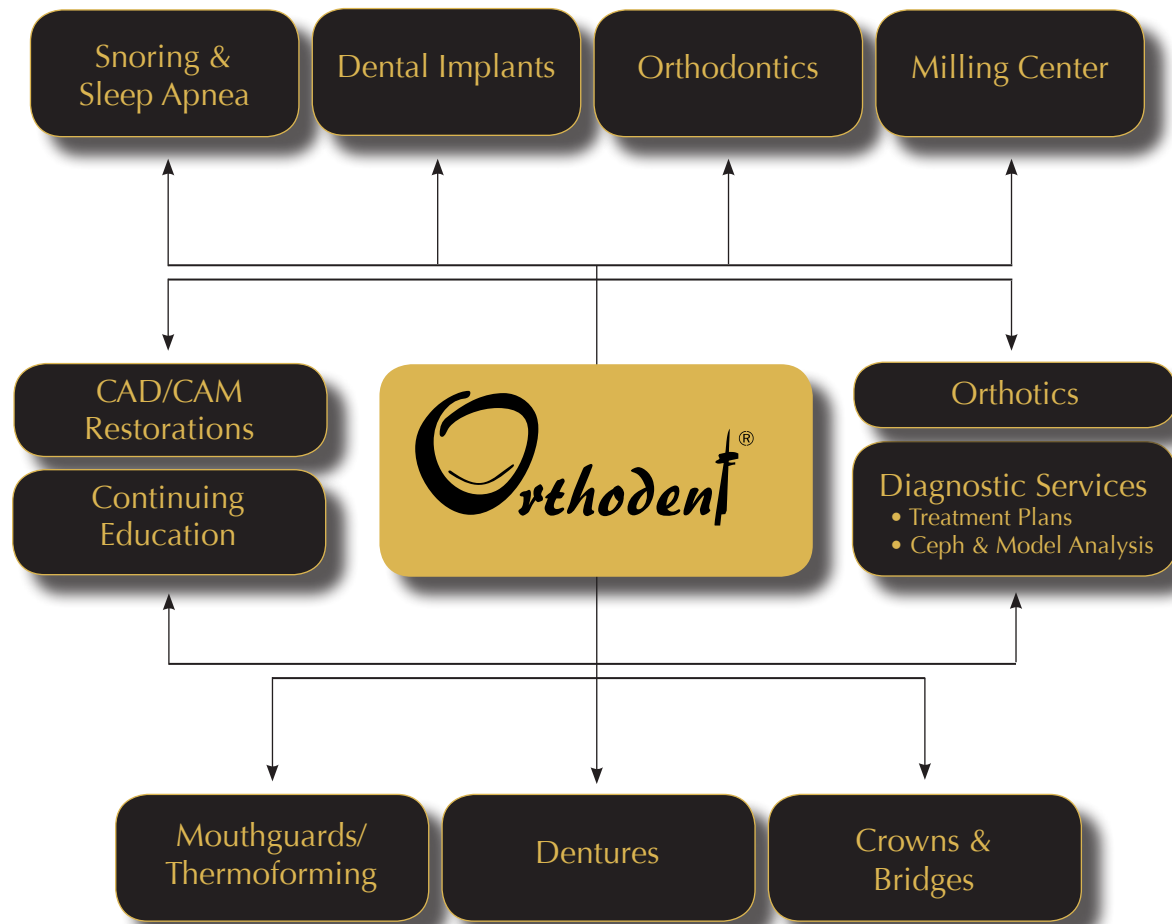 Snoring &
Sleep Apnea
Dental Implants
Orthodontics
Milling Center
CAD/CAM
Restorations
Continuing
Education
Orthodent®
Orthotics
Diagnostic Services
• Treatment Plans
• Ceph & Model Analysis
Mouthguards/
Thermoforming
Dentures
Crowns &
Bridges